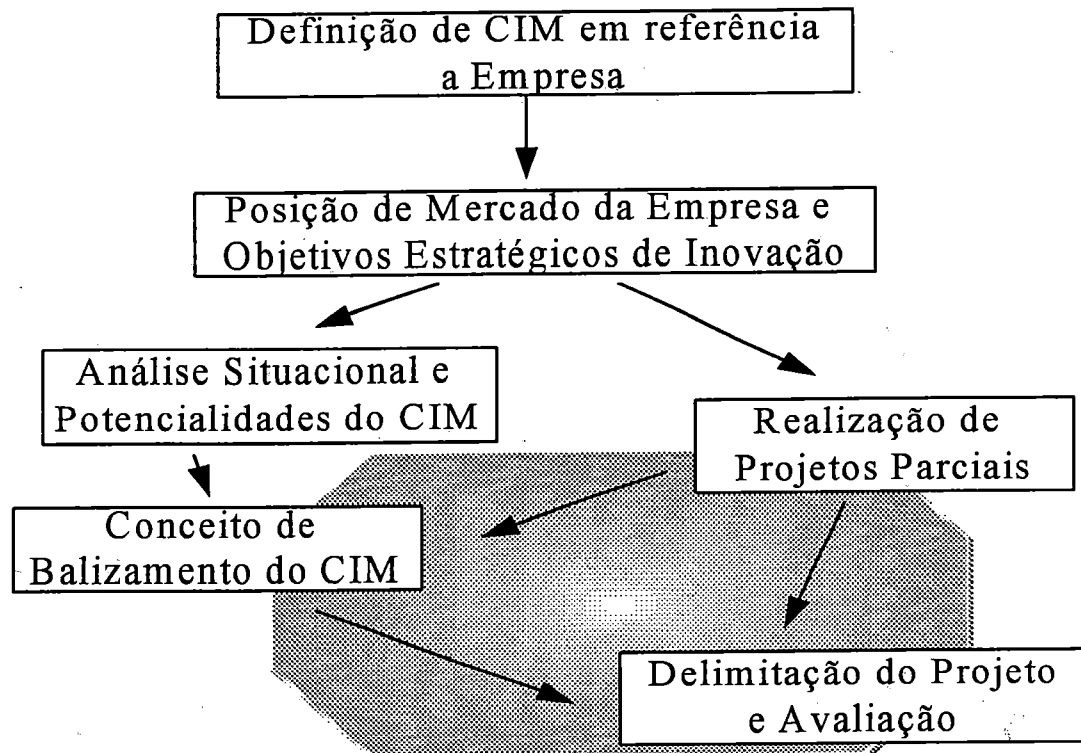 Definição de CIM em referência
a Empresa
Posição de Mercado da Empresa e
Objetivos Estratégicos de Inovação
Análise Situacional e
Potencialidades do CIM
Realização de
Projetos Parciais
Conceito de
Balizamento do CIM
Delimitação do Projeto
e Avaliação